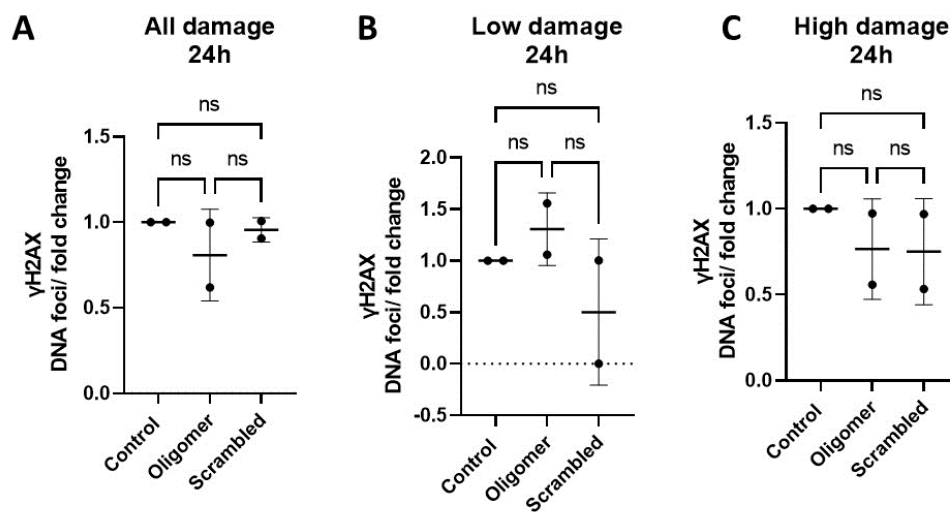 A
All damage
24h
ns
ns
ns
1.5
1.0
0.5
0.0
γH2AX
DNA foci/ fold change
Control
Oligomer
Scrambled
B
Low damage
24h
ns
ns
ns
2.0
1.5
1.0
0.5
0.0
-0.5
γH2AX
DNA foci/ fold change
Control
Oligomer
Scrambled
C
High damage
24h
ns
ns
ns
1.5
1.0
0.5
0.0
γH2AX
DNA foci/ fold change
Control
Oligomer
Scrambled